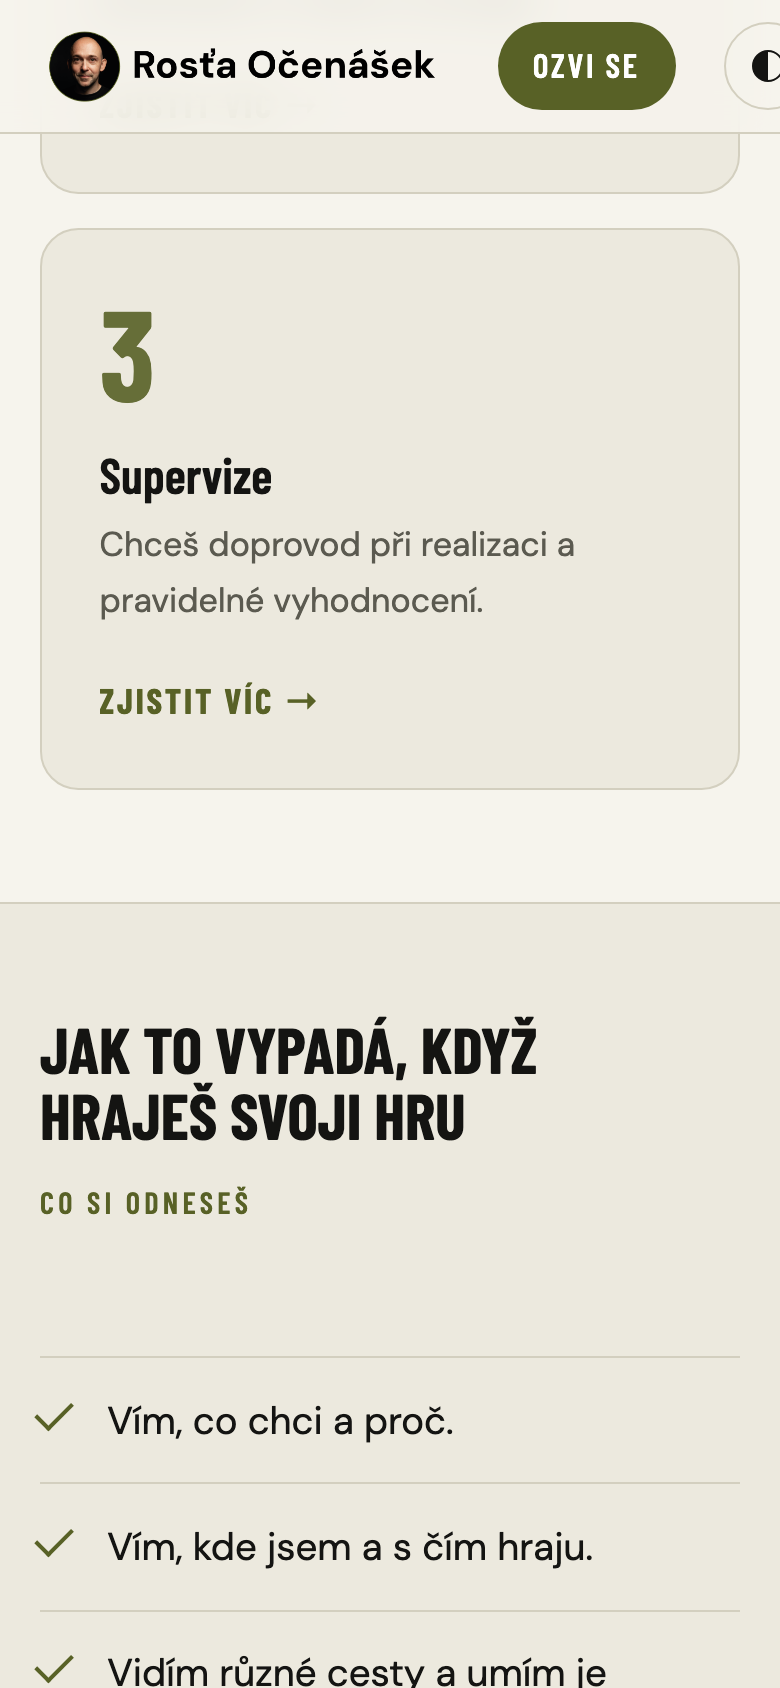 Rosťa Očenášek
OZVI SE
ZJISTIT VÍC →
3
Supervize
Chceš doprovod při realizaci a
pravidelné vyhodnocení.
ZJISTIT VÍC →
JAK TO VYPADÁ, KDYŽ
HRAJEŠ SVOJI HRU
CO SI ODNESEŠ
Vím, co chci a proč.
Vím, kde jsem a s čím hraju.
Vidím různé cesty a umím je